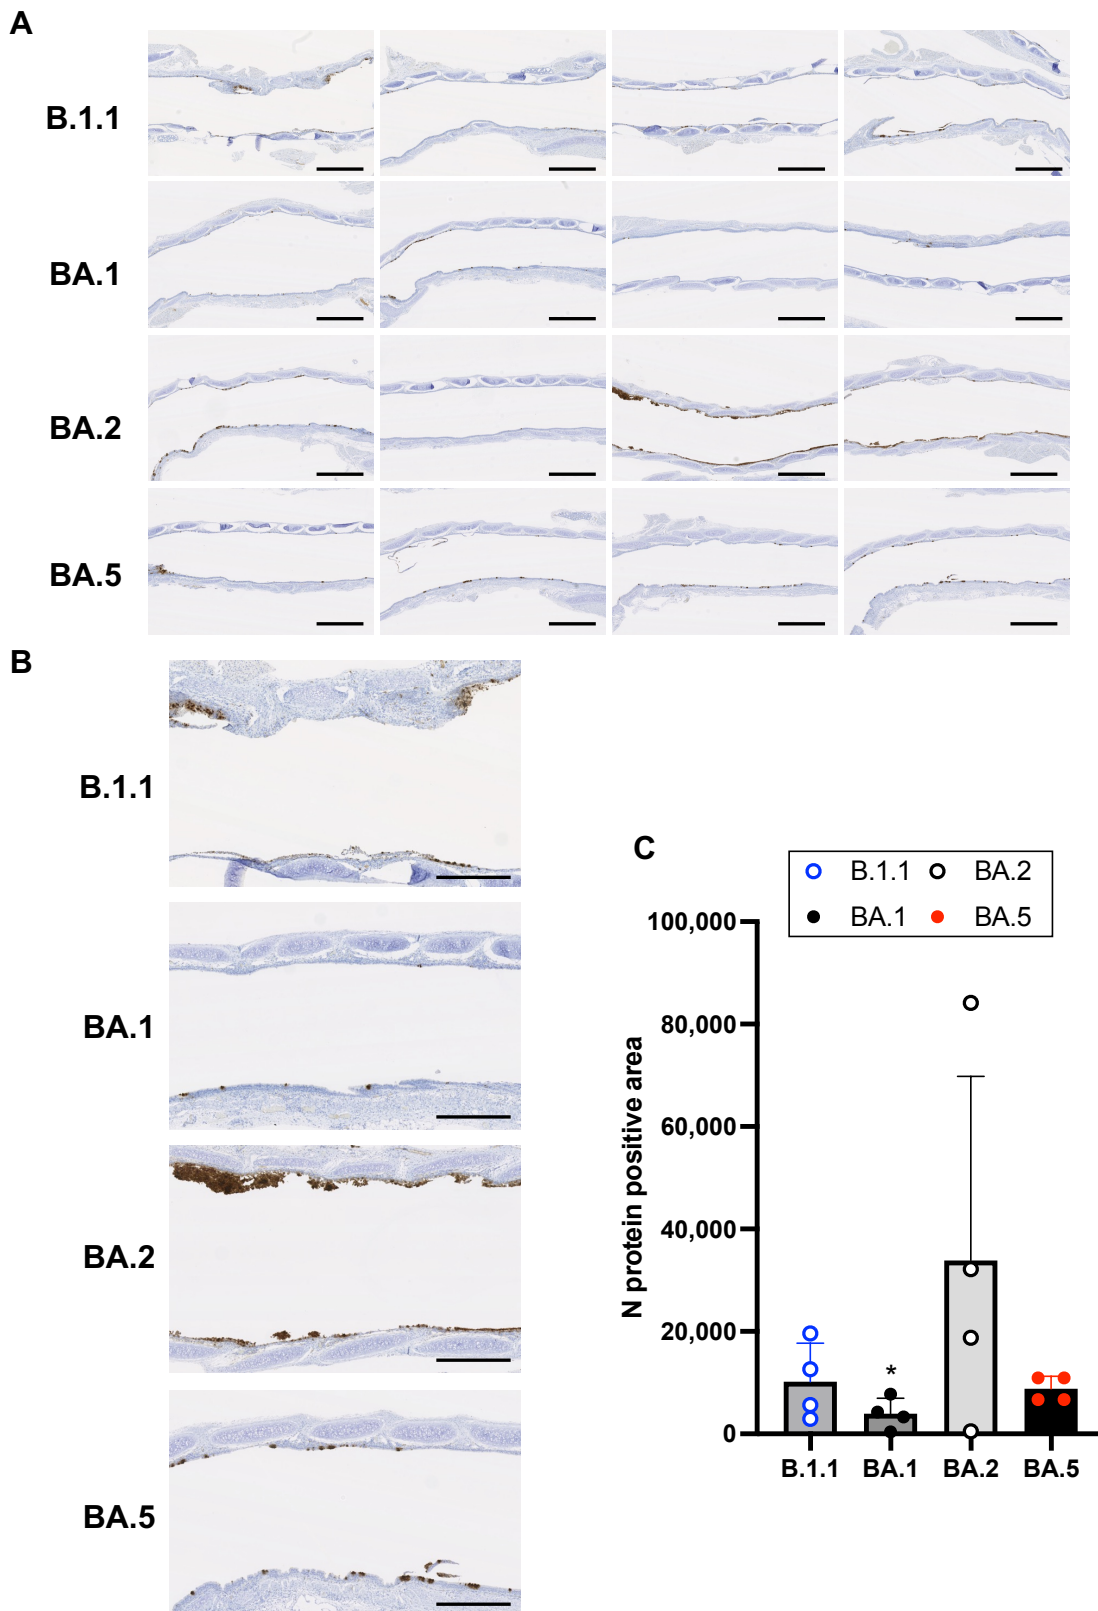 A
B.1.1
BA.1
BA.2
BA.5
B
B.1.1
BA.1
BA.2
BA.5
C
B.1.1 BA.2
BA.1 BA.5
N protein positive area
100,000
80,000
60,000
40,000
20,000
0
*
B.1.1 BA.1 BA.2 BA.5